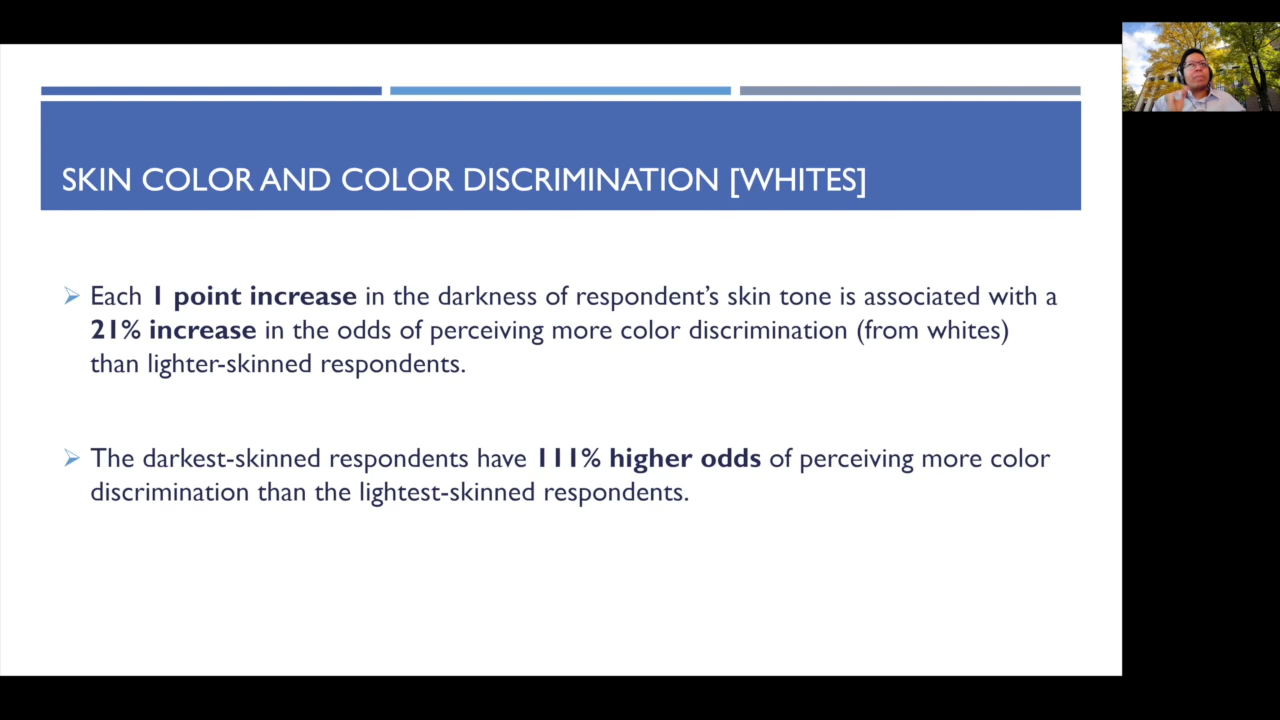 SKIN COLOR AND COLOR DISCRIMINATION [WHITES]
Each 1 point increase in the darkness of respondent’s skin tone is associated with a
21% increase in the odds of perceiving more color discrimination (from whites)
than lighter-skinned respondents.
The darkest-skinned respondents have 111% higher odds of perceiving more color
discrimination than the lightest-skinned respondents.